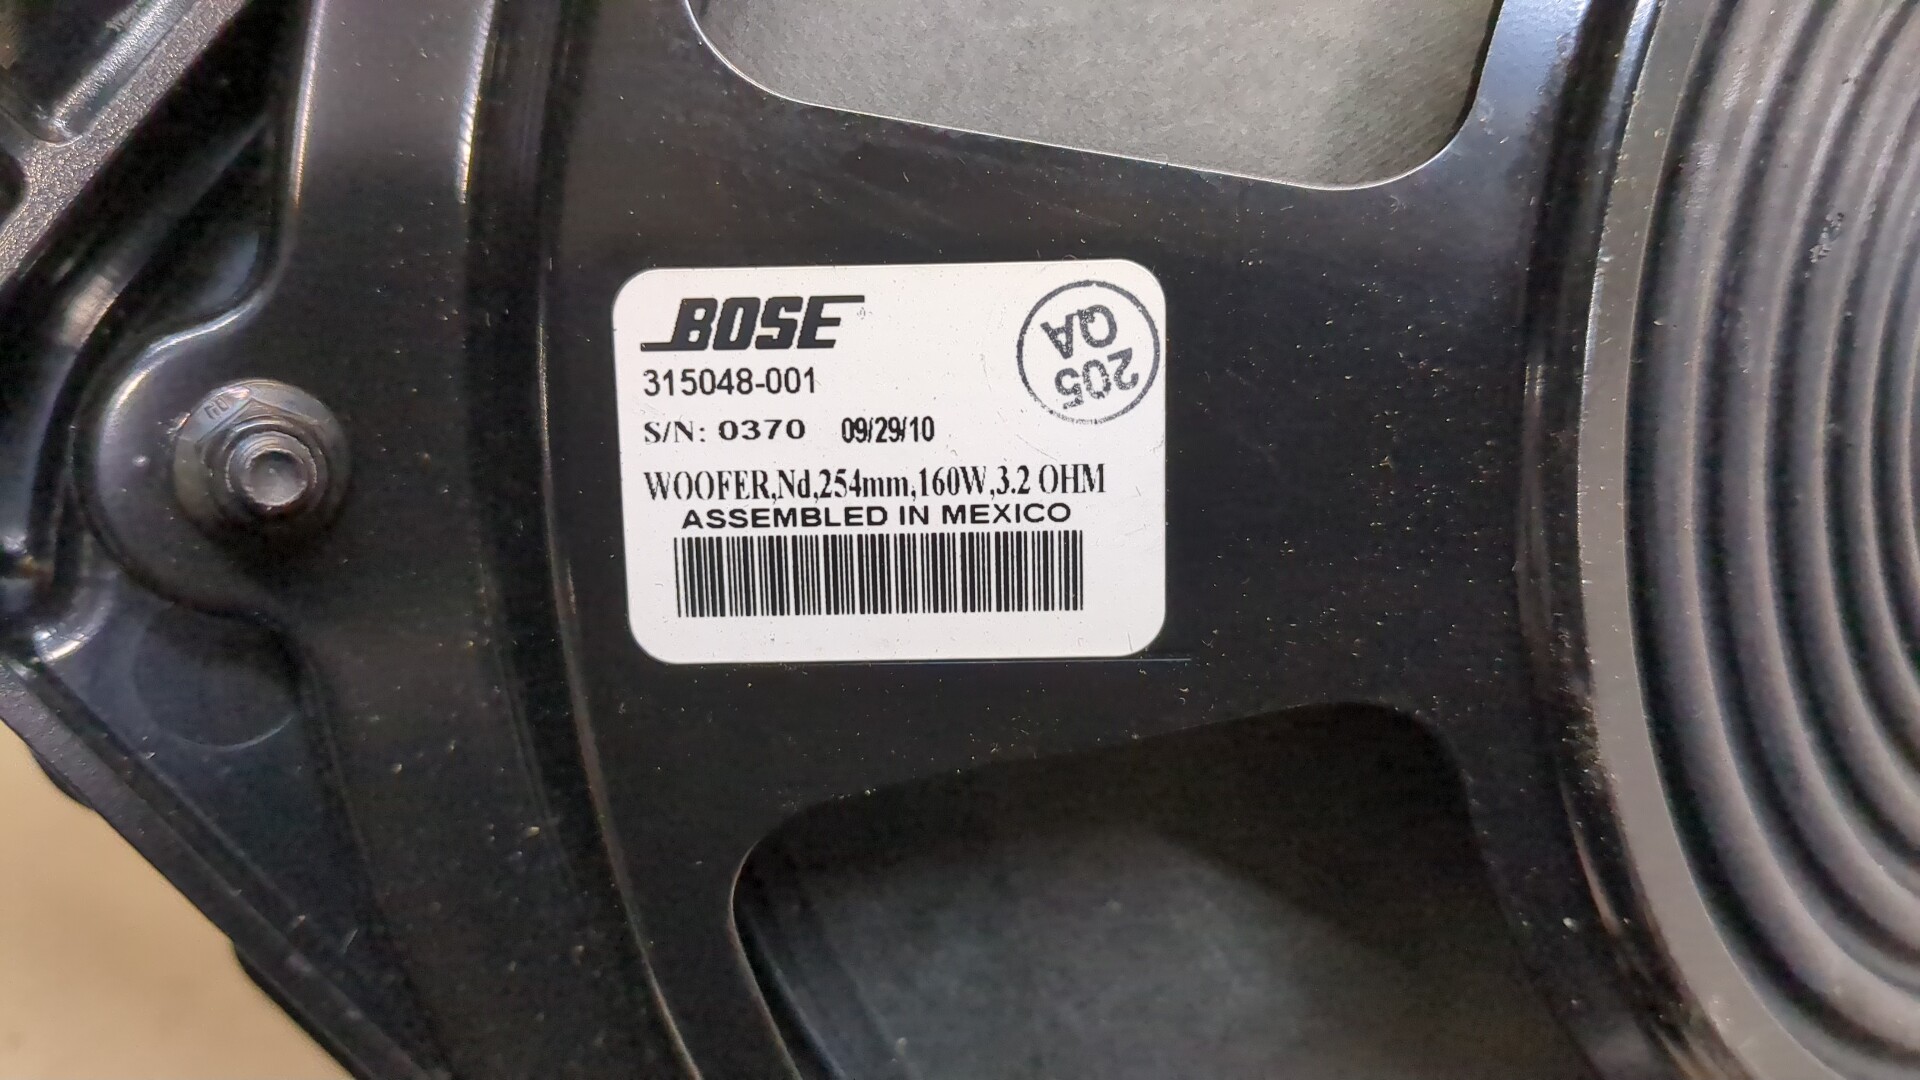 BOSE
315048-001
S/N: 0370 09/29/10
WOOFER,Nd,254mm,160W,3.2 OHM
ASSEMBLED IN MEXICO
205
QA